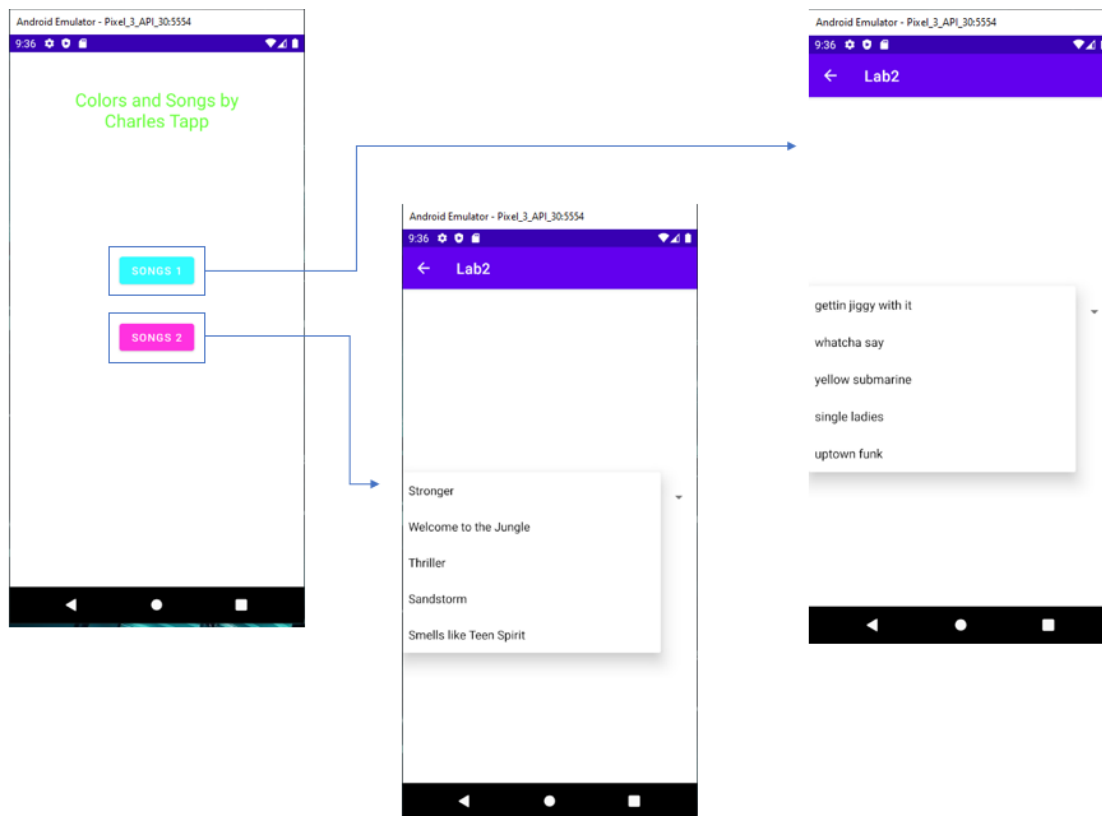 Android Emulator - Pixel_3_API_30:5554
9:36
Colors and Songs by
Charles Tapp
SONGS 1
SONGS 2
Android Emulator - Pixel_3_API_30:5554
9:36
Lab2
Stronger
Welcome to the Jungle
Thriller
Sandstorm
Smells like Teen Spirit
Android Emulator - Pixel_3_API_30:5554
9:36
Lab2
gettin jiggy with it
whatcha say
yellow submarine
single ladies
uptown funk